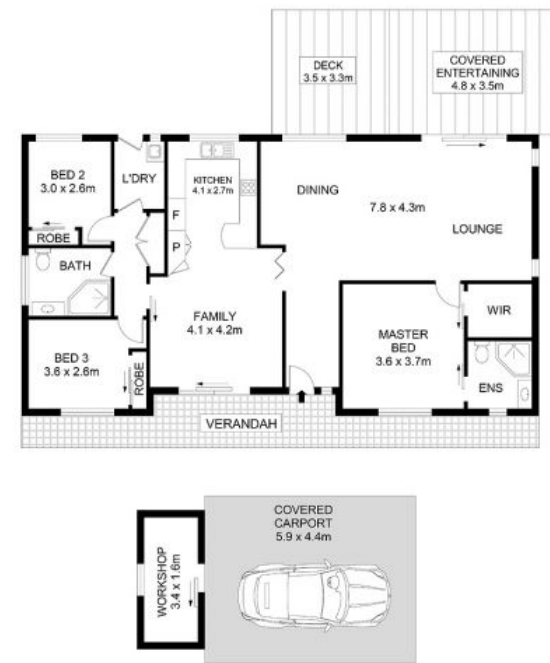 DECK
3.5 x 3.3m
COVERED
ENTERTAINING
4.8 x 3.5m
BED 2
3.0 x 2.6m
L'DRY
KITCHEN
4.1 x 2.7m
DINING
7.8 x 4.3m
LOUNGE
F
P
ROBE
BATH
FAMILY
4.1 x 4.2m
MASTER
BED
3.6 x 3.7m
WIR
BED 3
3.6 x 2.6m
ROBE
ENS
VERANDAH
COVERED
CARPORT
5.9 x 4.4m
WORKSHOP
3.4 x 1.6m